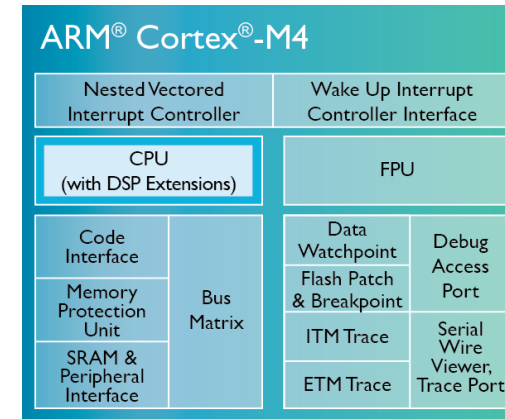 ARM® Cortex®-M4
Nested Vectored
Interrupt Controller
Wake Up Interrupt
Controller Interface
CPU
(with DSP Extensions)
FPU
Code
Interface
Memory
Protection
Unit
SRAM &
Peripheral
Interface
Bus
Matrix
Data
Watchpoint
Flash Patch
& Breakpoint
ITM Trace
ETM Trace
Debug
Access
Port
Serial
Wire
Viewer,
Trace Port